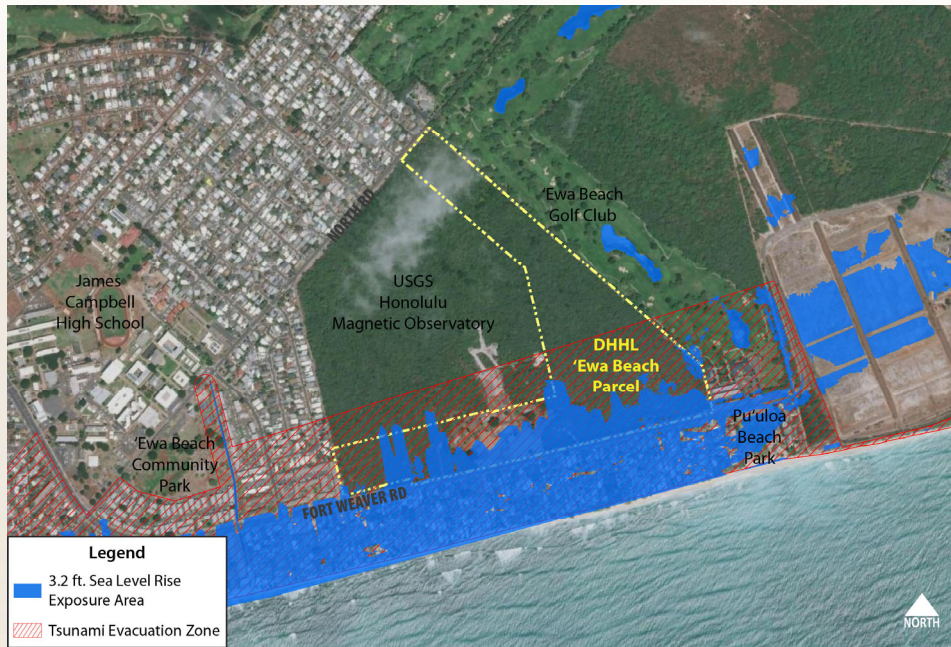 'Ewa Beach
Golf Club
NORTH RD
James
Campbell
High School
USGS
Honolulu
Magnetic Observatory
DHHL
'Ewa Beach
Parcel
Pu'uloa
Beach
Park
'Ewa Beach
Community
Park
FORT WEAVER RD
Legend
3.2 ft. Sea Level Rise
Exposure Area
Tsunami Evacuation Zone
NORTH